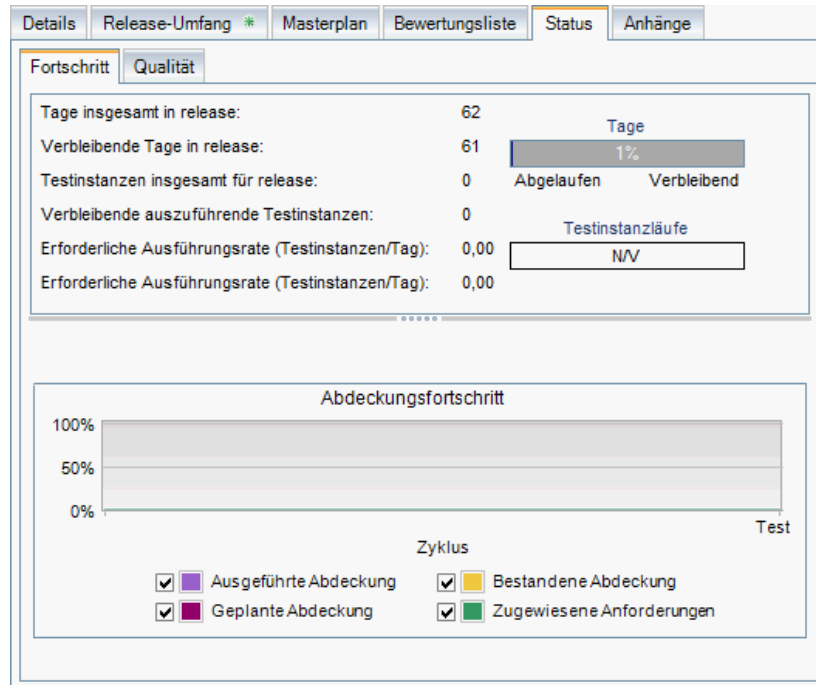 Details Release-Umfang * Masterplan Bewertungsliste Status Anhänge
Fortschritt Qualität
Tage insgesamt in release: 62
Tage
Verbleibende Tage in release: 61
1%
Testinstanzen insgesamt für release: 0 Abgelaufen Verbleibend
Verbleibende auszuführende Testinstanzen: 0
Testinstanzläufe
Erforderliche Ausführungsrate (Testinstanzen/Tag): 0,00
N/V
Erforderliche Ausführungsrate (Testinstanzen/Tag): 0,00
Abdeckungsfortschritt
100%
50%
0%
Test
Zyklus
Ausgeführte Abdeckung Bestandene Abdeckung
Geplante Abdeckung Zugewiesene Anforderungen